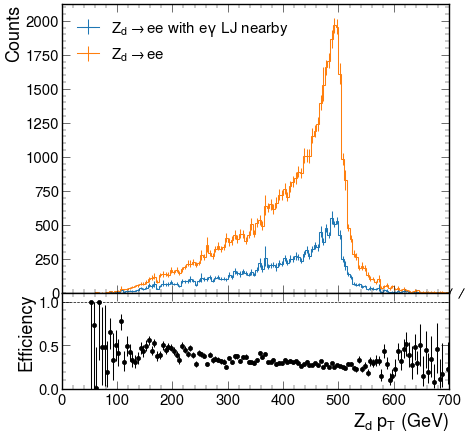 Counts
2000
1750
1500
1250
1000
750
500
250
0
Z_d→ee with eγ LJ nearby
Z_d→ee
Efficiency
1.0
0.5
0.0
0 100 200 300 400 500 600 700
Z_d p_T (GeV)